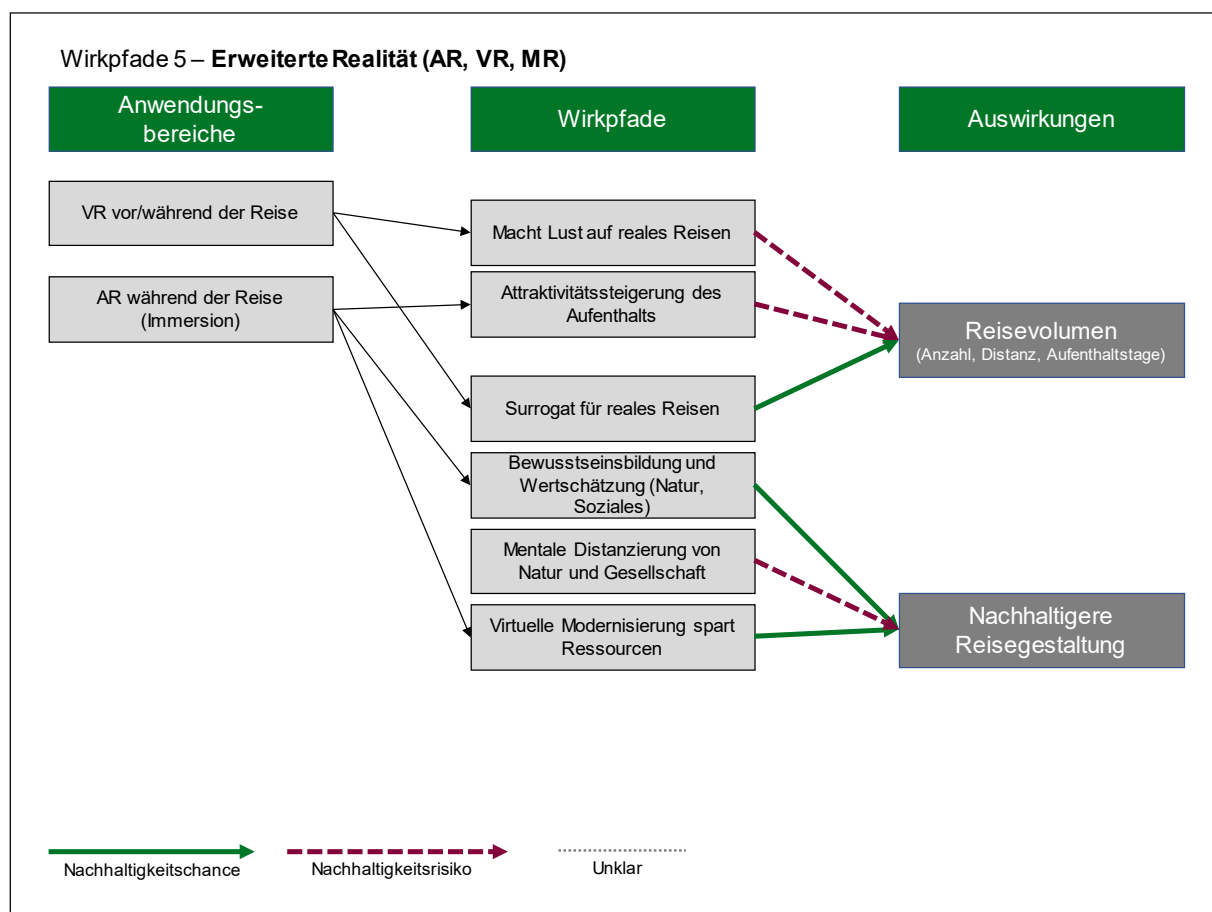 Wirkpfade 5 – Erweiterte Realität (AR, VR, MR)
Anwendungs-
bereiche
Wirkpfade
Auswirkungen
VR vor/während der Reise
AR während der Reise
(Immersion)
Macht Lust auf reales Reisen
Attraktivitätssteigerung des
Aufenthalts
Surrogat für reales Reisen
Bewusstseinsbildung und
Wertschätzung (Natur,
Soziales)
Mentale Distanzierung von
Natur und Gesellschaft
Virtuelle Modernisierung spart
Ressourcen
Reisevolumen
(Anzahl, Distanz, Aufenthaltstage)
Nachhaltigere
Reisegestaltung
Nachhaltigkeitschance
Nachhaltigkeitsrisiko
Unklar